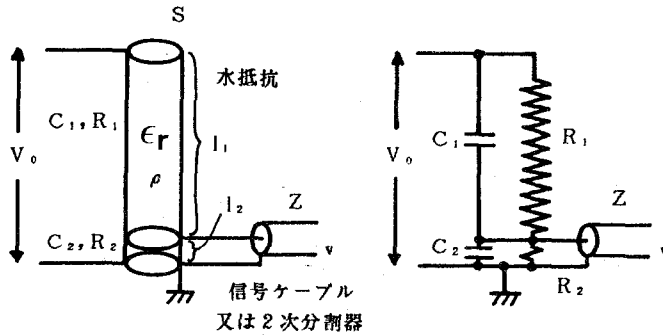 S
水抵抗
C₁,R₁
εr
ρ
l₁
V₀
C₂,R₂
l₂
Z
v
信号ケーブル
又は2次分割器
C₁
R₁
V₀
Z
C₂
v
R₂